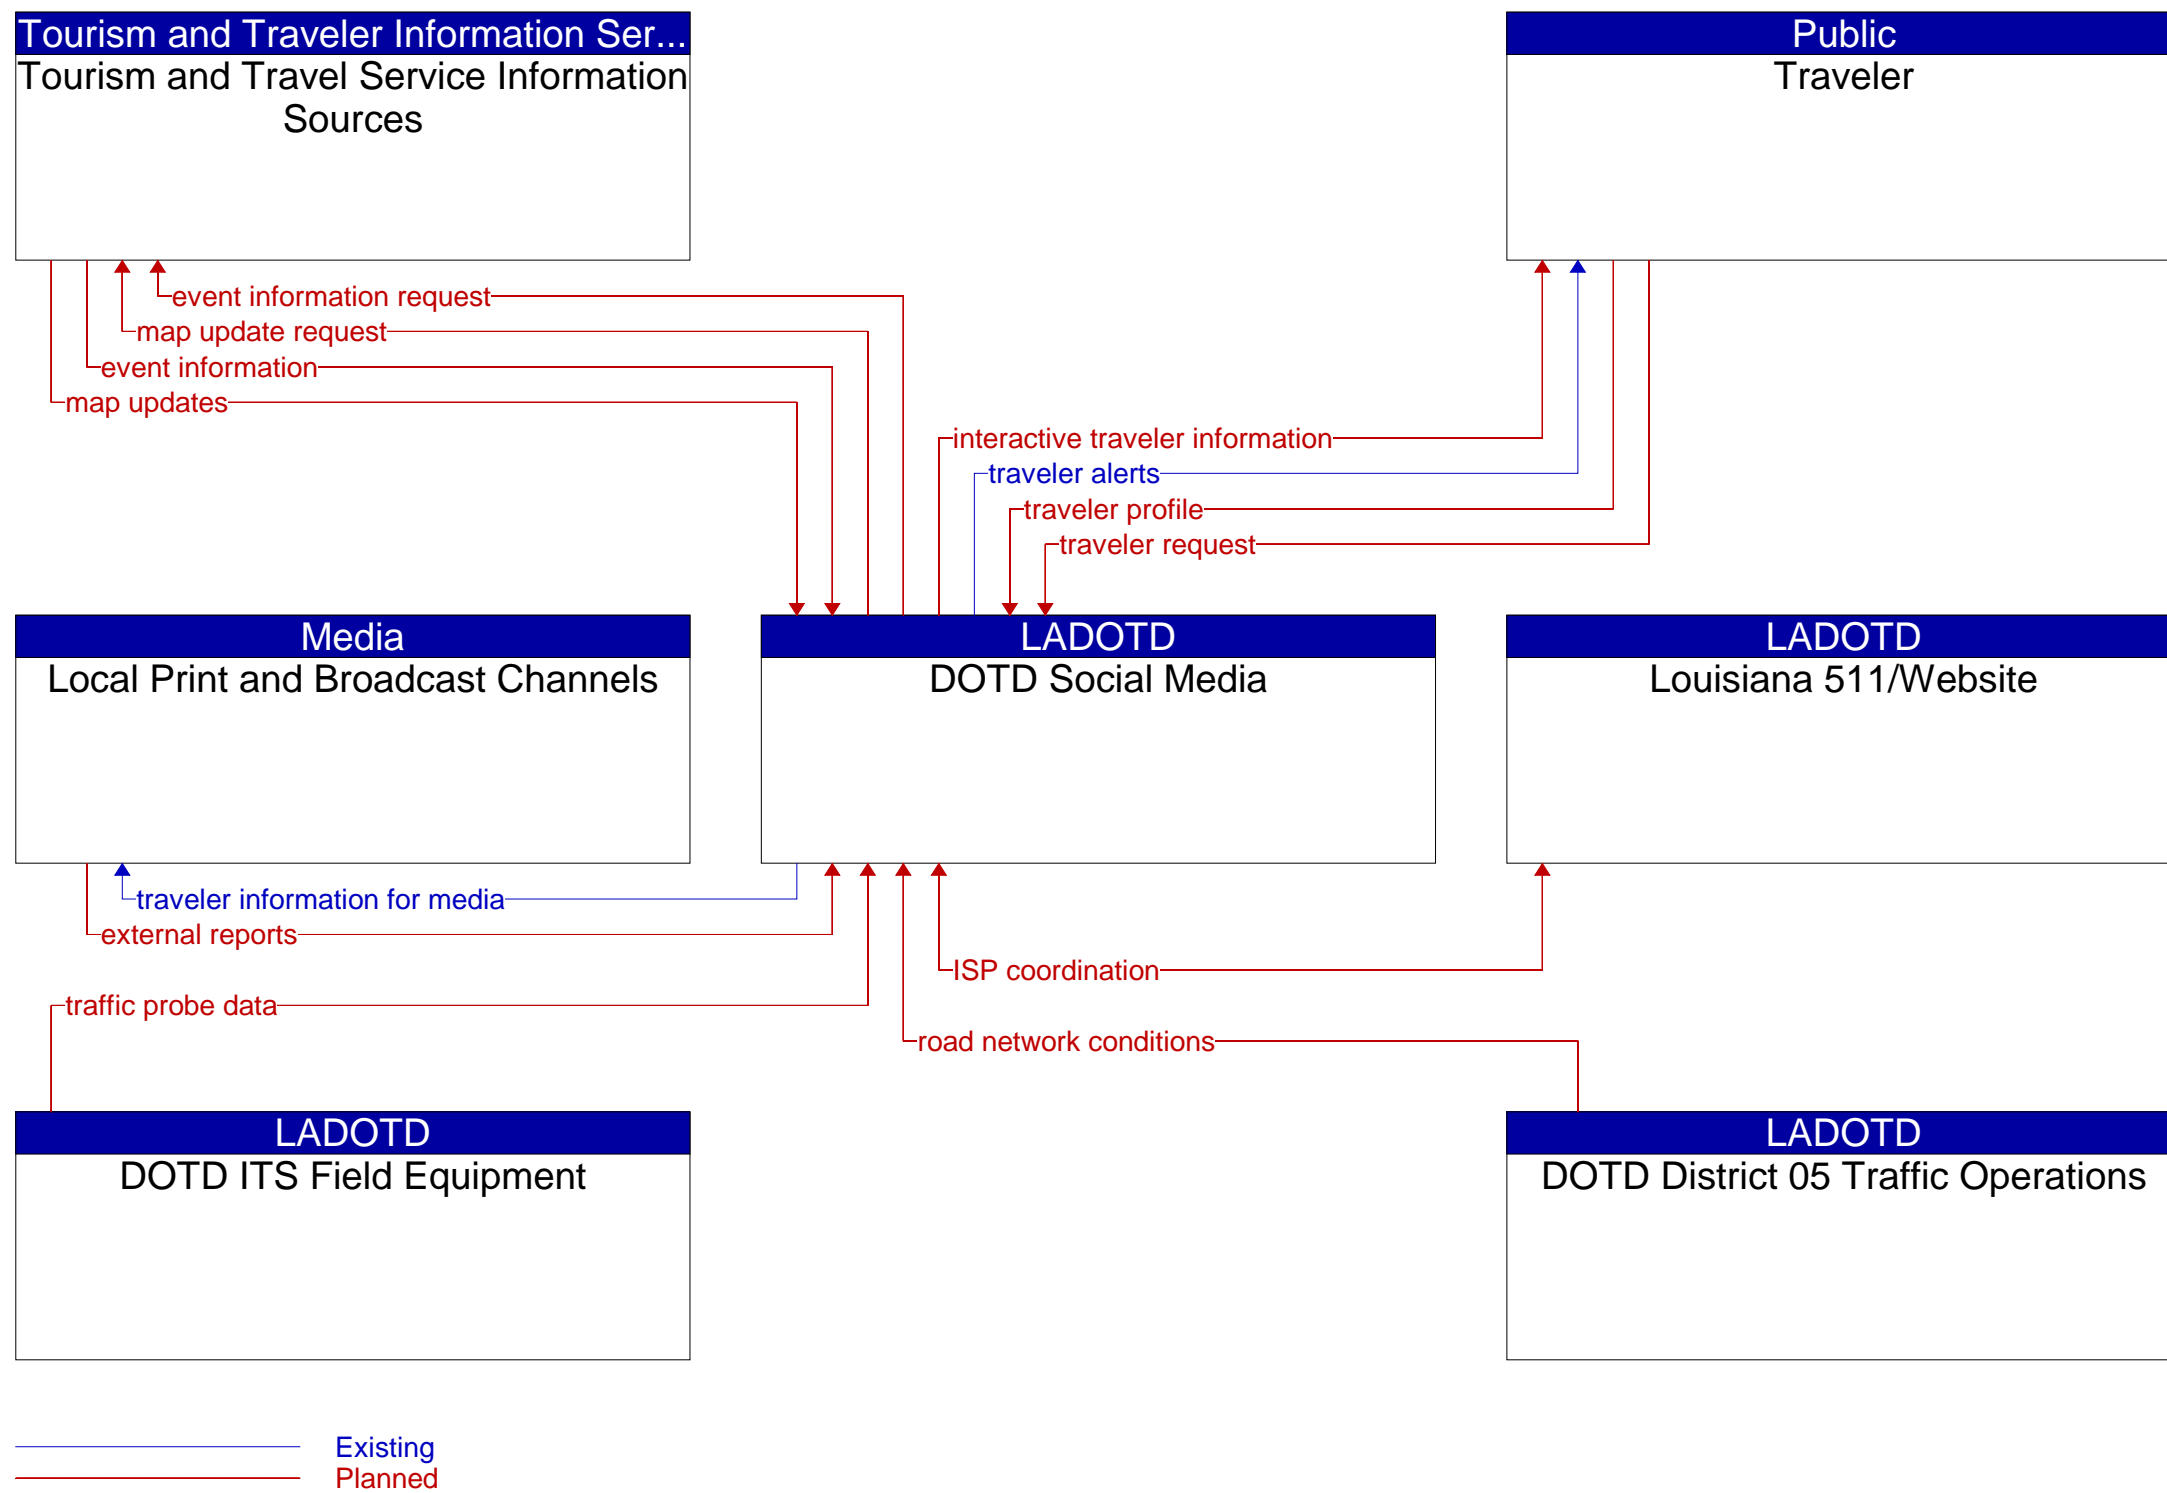 Tourism and Traveler Information Ser...
Tourism and Travel Service Information
Sources
Public
Traveler
event information request
map update request
event information
map updates
interactive traveler information
traveler alerts
traveler profile
traveler request
Media
Local Print and Broadcast Channels
LADOTD
DOTD Social Media
LADOTD
Louisiana 511/Website
traveler information for media
external reports
ISP coordination
traffic probe data
road network conditions
LADOTD
DOTD ITS Field Equipment
LADOTD
DOTD District 05 Traffic Operations
Existing
Planned